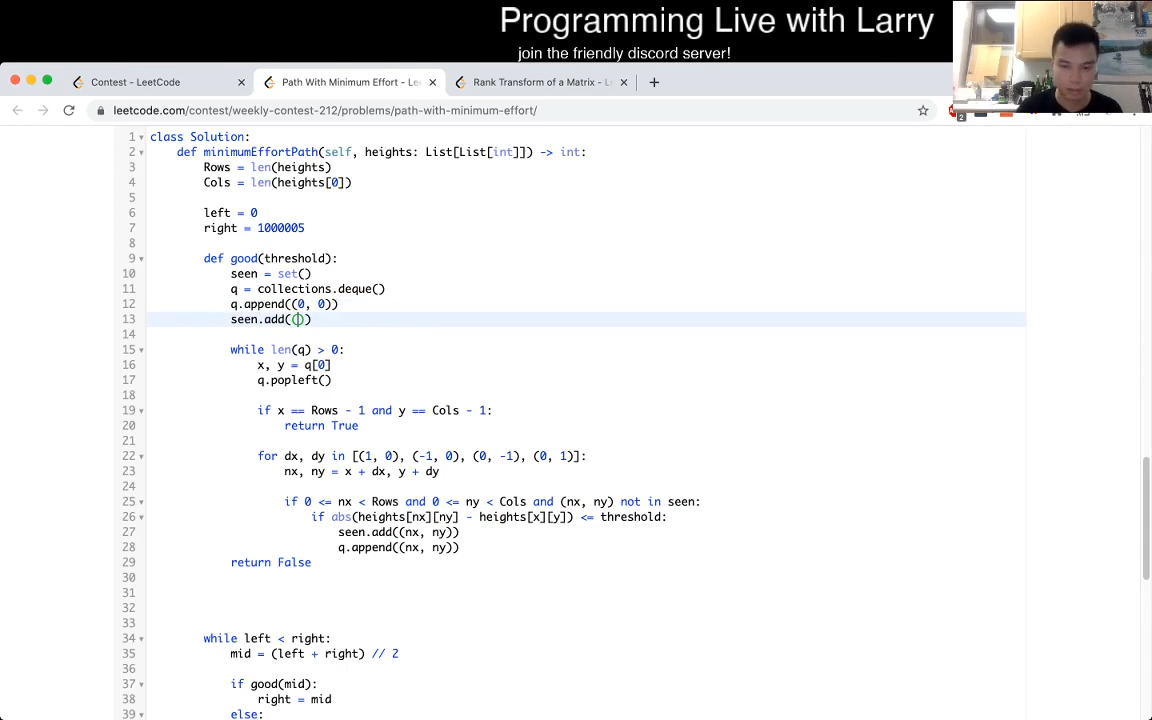 Programming Live with Larry
join the friendly discord server!
Contest - LeetCode
Path With Minimum Effort - Le
Rank Transform of a Matrix - L
leetcode.com/contest/weekly-contest-212/problems/path-with-minimum-effort/
2
1 class Solution:
2 def minimumEffortPath(self, heights: List[List[int]]) -> int:
3 Rows = len(heights)
4 Cols = len(heights[0])
5
6 left = 0
7 right = 1000005
8
9 def good(threshold):
10 seen = set()
11 q = collections.deque()
12 q.append((0, 0))
13 seen.add(())
14
15 while len(q) > 0:
16 x, y = q[0]
17 q.popleft()
18
19 if x == Rows - 1 and y == Cols - 1:
20 return True
21
22 for dx, dy in [(1, 0), (-1, 0), (0, -1), (0, 1)]:
23 nx, ny = x + dx, y + dy
24
25 if 0 <= nx < Rows and 0 <= ny < Cols and (nx, ny) not in seen:
26 if abs(heights[nx][ny] - heights[x][y]) <= threshold:
27 seen.add((nx, ny))
28 q.append((nx, ny))
29 return False
30
31
32
33
34 while left < right:
35 mid = (left + right) // 2
36
37 if good(mid):
38 right = mid
39 else: